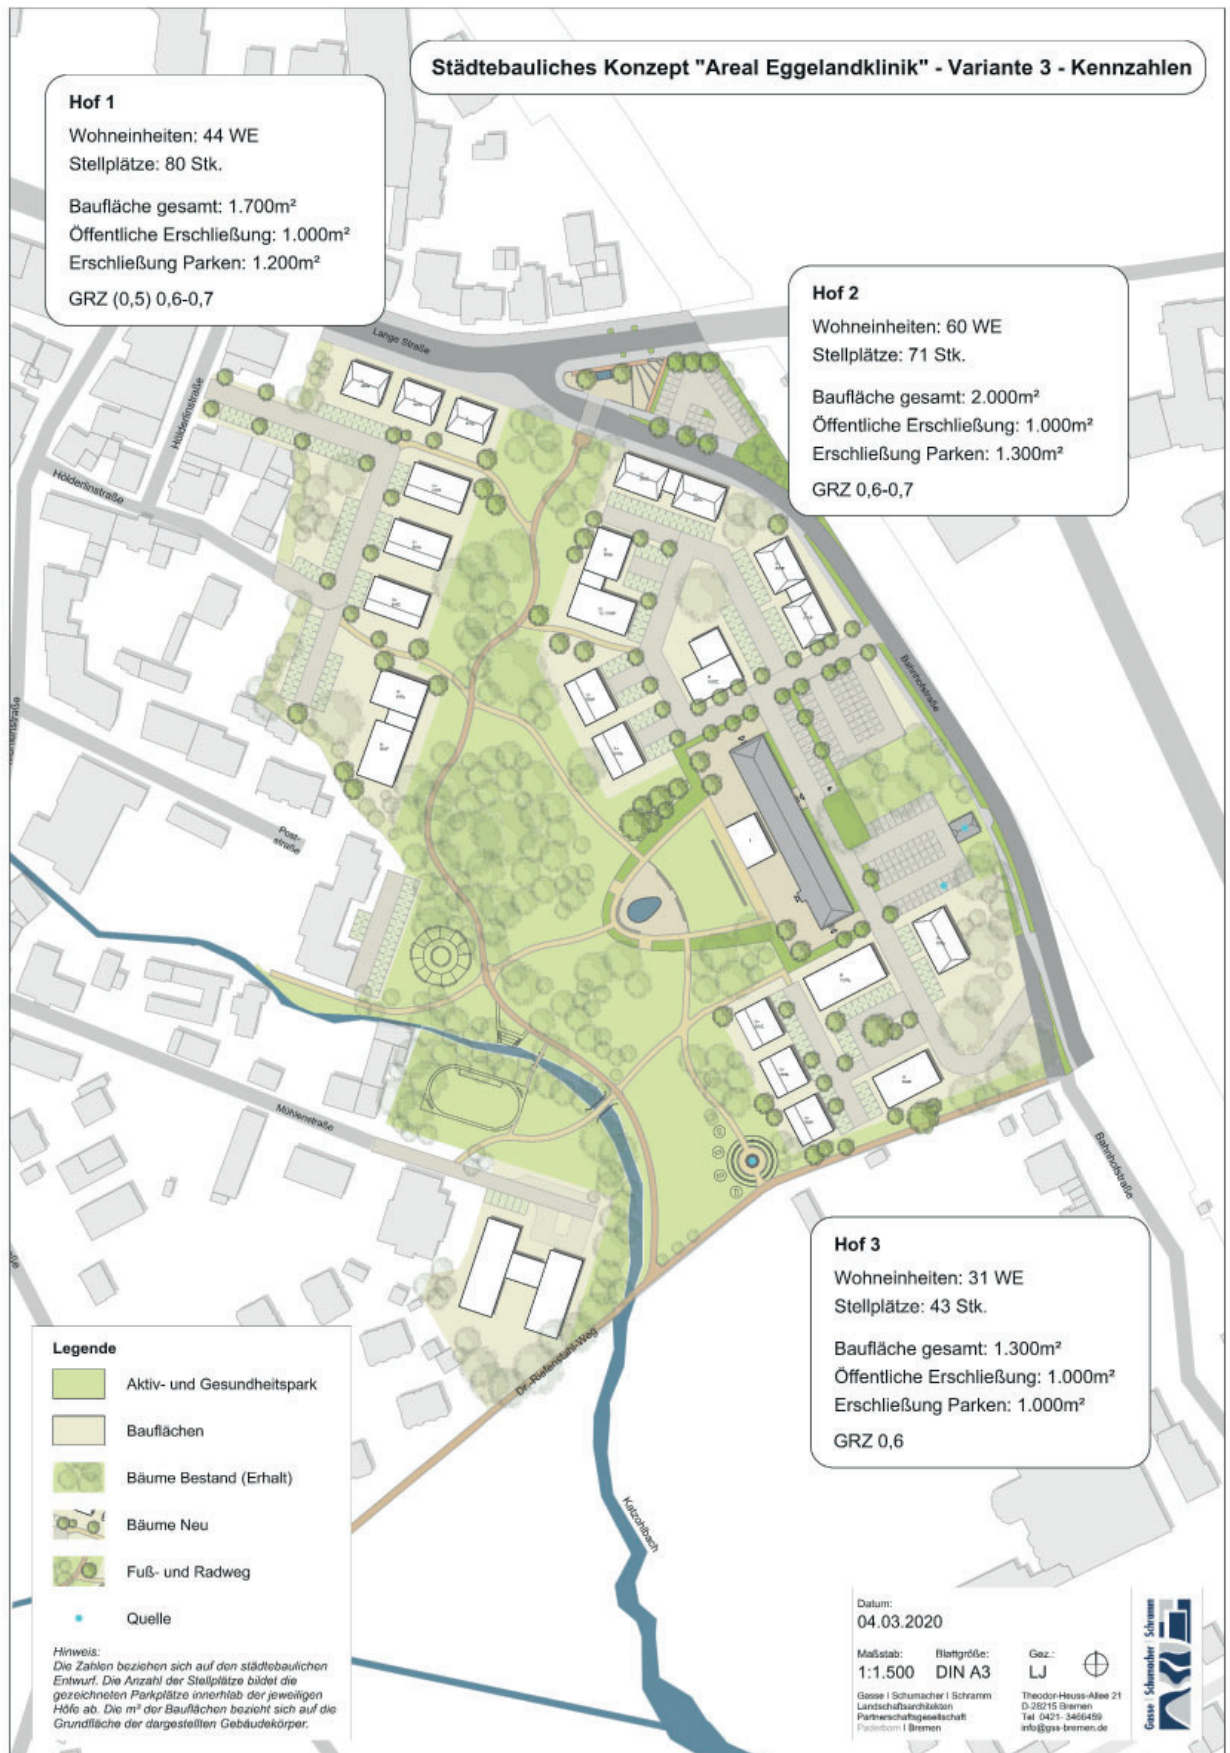 Städtebauliches Konzept "Areal Eggelandklinik" - Variante 3 - Kennzahlen
Hof 1
Wohneinheiten: 44 WE
Stellplätze: 80 Stk.
Baufläche gesamt: 1.700m²
Öffentliche Erschließung: 1.000m²
Erschließung Parken: 1.200m²
GRZ (0,5) 0,6-0,7
Hof 2
Wohneinheiten: 60 WE
Stellplätze: 71 Stk.
Baufläche gesamt: 2.000m²
Öffentliche Erschließung: 1.000m²
Erschließung Parken: 1.300m²
GRZ 0,6-0,7
Lange Straße
Hölderlinstraße
Hölderlinstraße
Bahnhofstraße
Post-
straße
Mühlenstraße
Bahnhofstraße
Dr.-Riefenstahl-Weg
Katzohlbach
Hof 3
Wohneinheiten: 31 WE
Stellplätze: 43 Stk.
Baufläche gesamt: 1.300m²
Öffentliche Erschließung: 1.000m²
Erschließung Parken: 1.000m²
GRZ 0,6
Legende
Aktiv- und Gesundheitspark
Bauflächen
Bäume Bestand (Erhalt)
Bäume Neu
Fuß- und Radweg
Quelle
Hinweis:
Die Zahlen beziehen sich auf den städtebaulichen
Entwurf. Die Anzahl der Stellplätze bildet die
gezeichneten Parkplätze innerhalb der jeweiligen
Höfe ab. Die m² der Bauflächen bezieht sich auf die
Grundfläche der dargestellten Gebäudekörper.
Datum:
04.03.2020
Maßstab: Blattgröße: Gez.:
1:1.500 DIN A3 LJ
Gasse I Schumacher I Schramm
Landschaftsarchitekten
Partnerschaftsgesellschaft
Paderborn I Bremen
Theodor-Heuss-Allee 21
D-28215 Bremen
Tel 0421- 3466459
info@gss-bremen.de
Gasse | Schumacher | Schramm